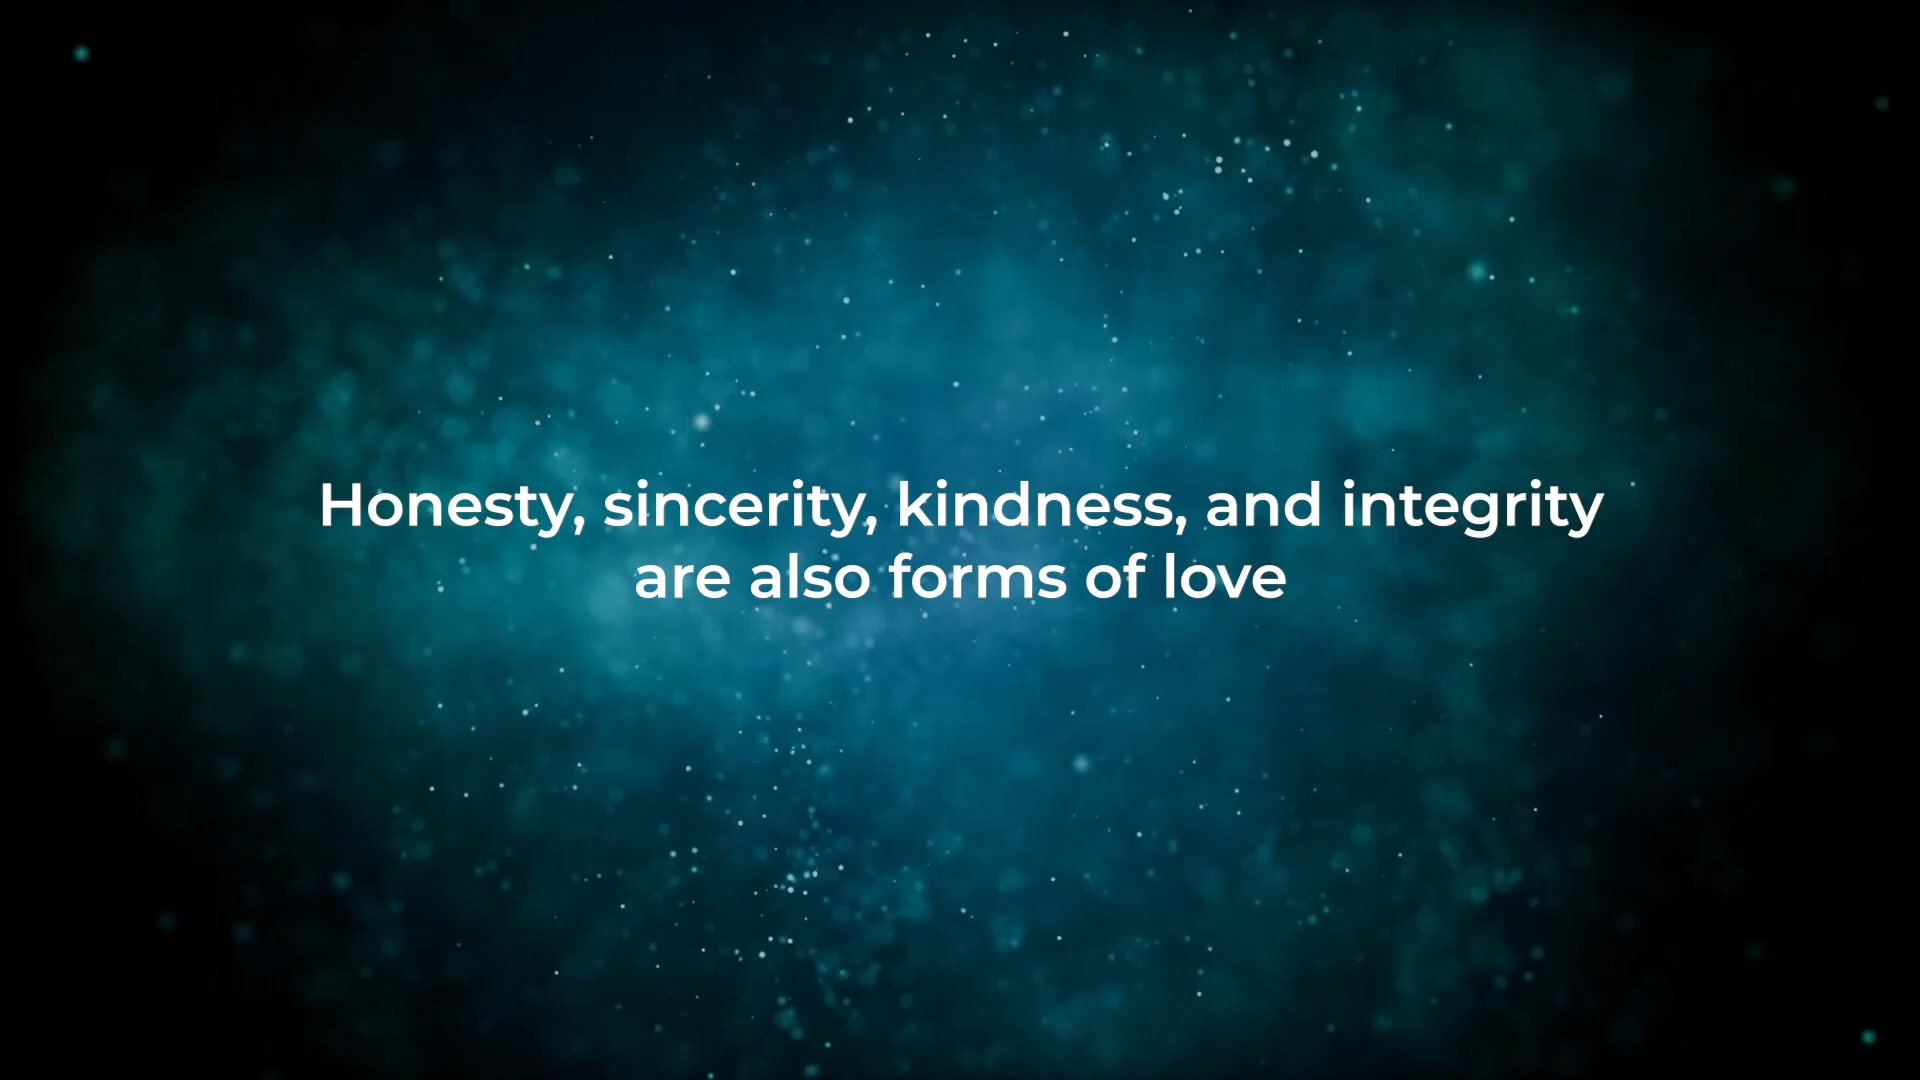 Honesty, sincerity, kindness, and integrity
are also forms of love